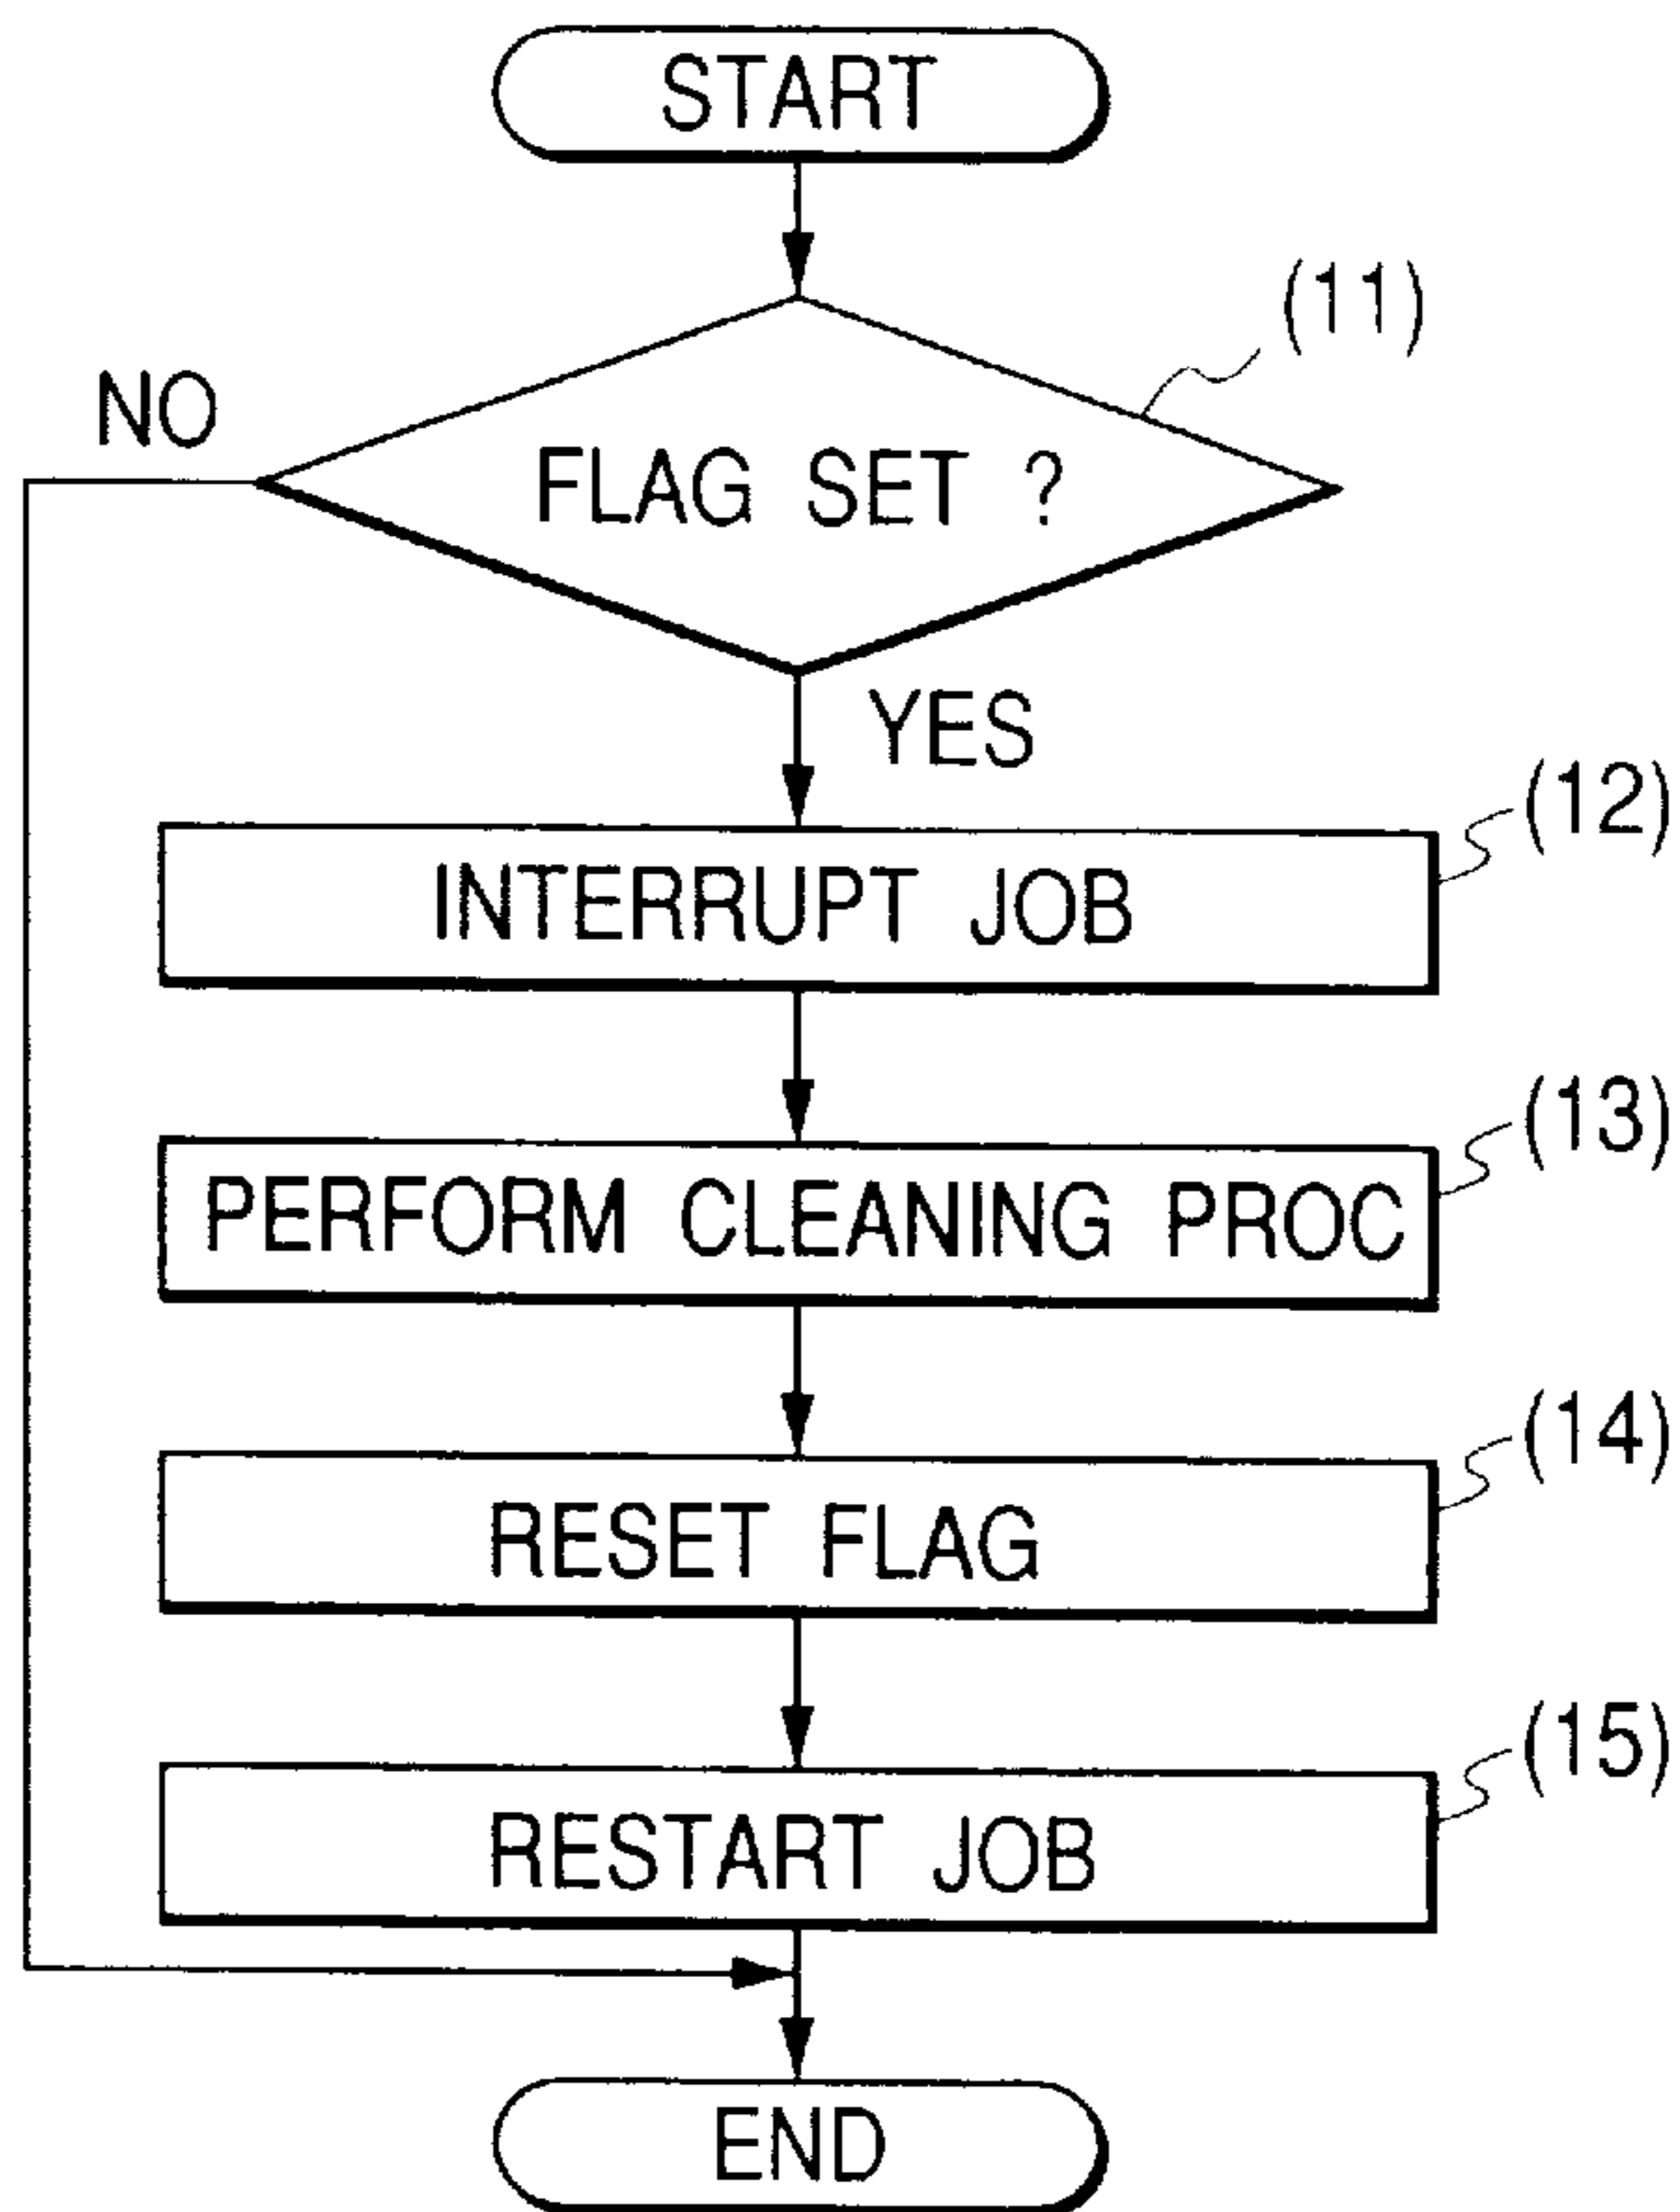 START
(11)
NO
FLAG SET ?
YES
(12)
INTERRUPT JOB
(13)
PERFORM CLEANING PROC
(14)
RESET FLAG
(15)
RESTART JOB
END